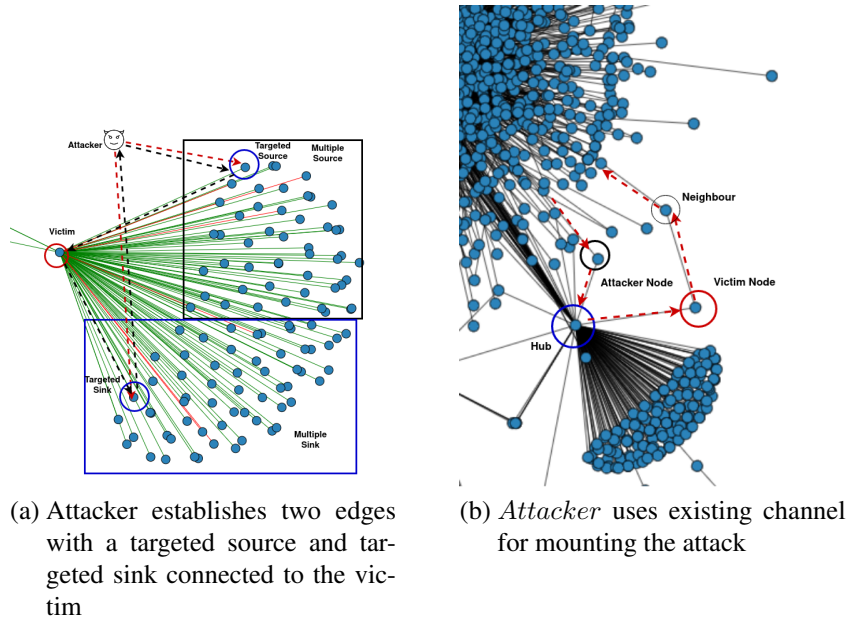 Attacker
Targeted
Source
Multiple
Source
Victim
Targeted
Sink
Multiple
Sink
Neighbour
Attacker Node
Victim Node
Hub
(a) Attacker establishes two edges
with a targeted source and tar-
geted sink connected to the vic-
tim
(b) Attacker uses existing channel
for mounting the attack